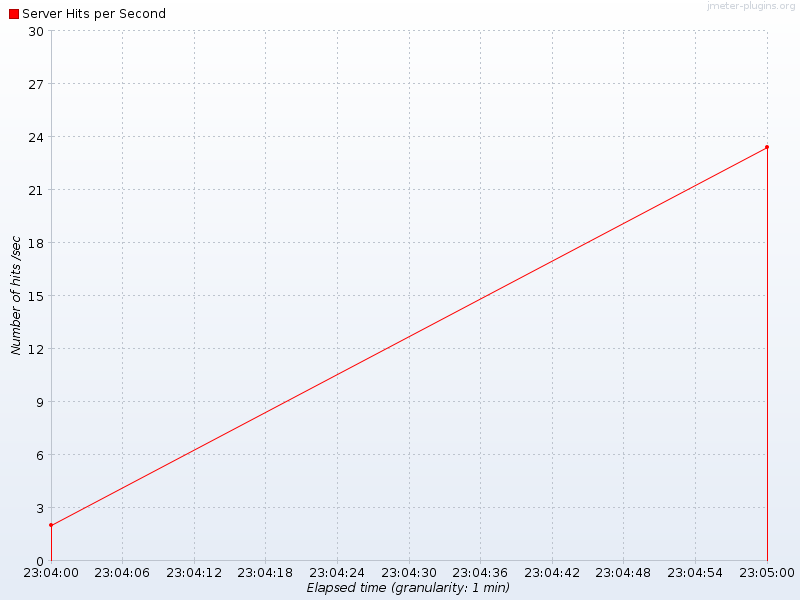 jmeter-plugins.org
Server Hits per Second
30
27
24
21
18
15
12
9
6
3
0
Number of hits /sec
23:04:00 23:04:06 23:04:12 23:04:18 23:04:24 23:04:30 23:04:36 23:04:42 23:04:48 23:04:54 23:05:00
Elapsed time (granularity: 1 min)